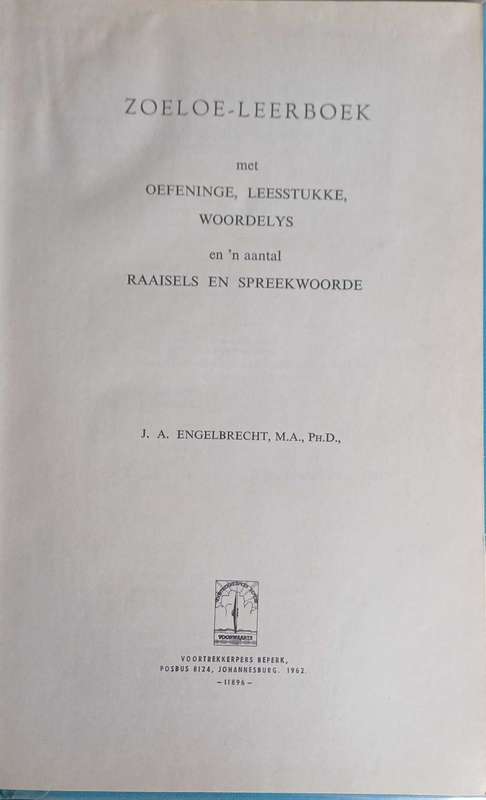 ZOELOE-LEERBOEK
met
OEFENINGE, LEESSTUKKE,
WOORDELYS
en 'n aantal
RAAISELS EN SPREEKWOORDE
J. A. ENGELBRECHT, M.A., PH.D.,
VOORWAARTS
VOORTREKKERPERS BEPERK,
POSBUS 8124, JOHANNESBURG. 1962.
—11896—